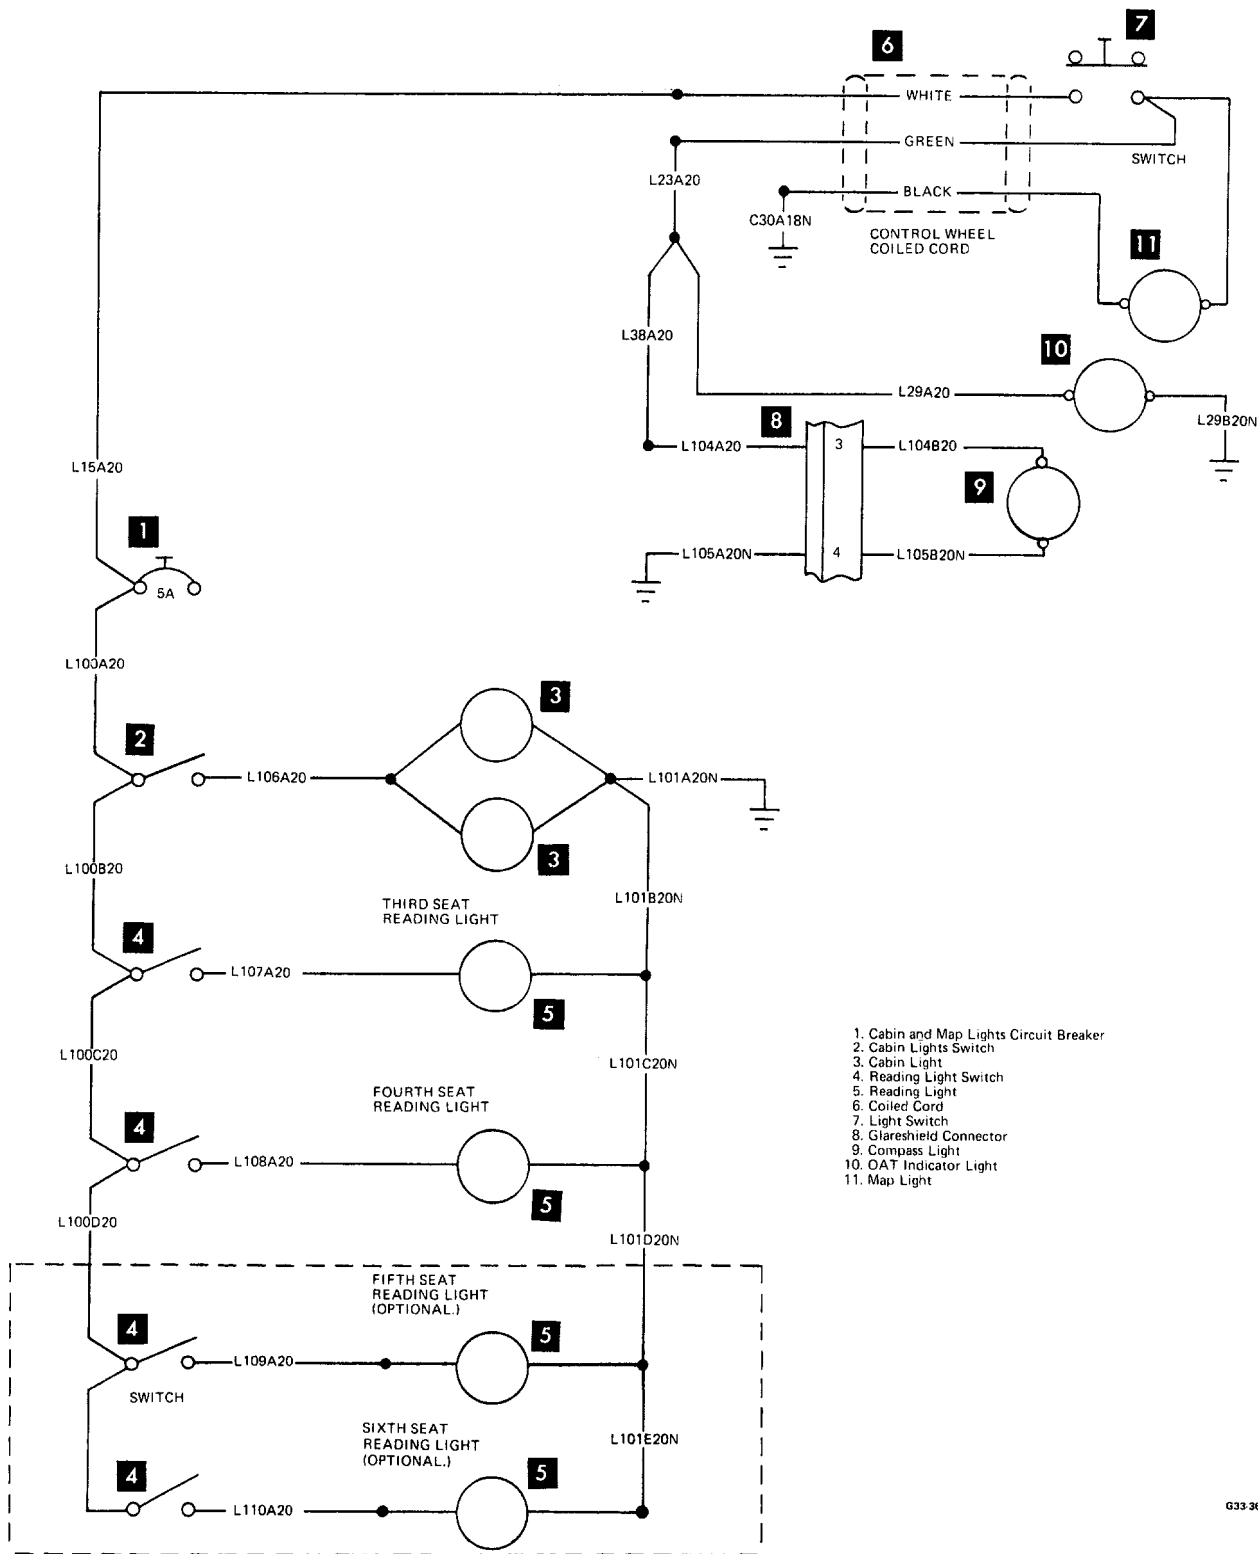 7
6
WHITE
GREEN
SWITCH
L23A20
BLACK
C30A18N
CONTROL WHEEL
COILED CORD
11
L38A20
10
L29A20
L29B20N
8
L104A20
3
L104B20
L15A20
9
1
L105A20N
4
L105B20N
5A
L100A20
3
2
L106A20
L101A20N
3
L100B20
L101B20N
THIRD SEAT
READING LIGHT
4
L107A20
5
L100C20
L101C20N
FOURTH SEAT
READING LIGHT
4
L108A20
5
L100D20
L101D20N
FIFTH SEAT
READING LIGHT
(OPTIONAL.)
4
5
L109A20
SWITCH
SIXTH SEAT
READING LIGHT
(OPTIONAL.)
L101E20N
4
5
L110A20
1. Cabin and Map Lights Circuit Breaker
2. Cabin Lights Switch
3. Cabin Light
4. Reading Light Switch
5. Reading Light
6. Coiled Cord
7. Light Switch
8. Glareshield Connector
9. Compass Light
10. OAT Indicator Light
11. Map Light